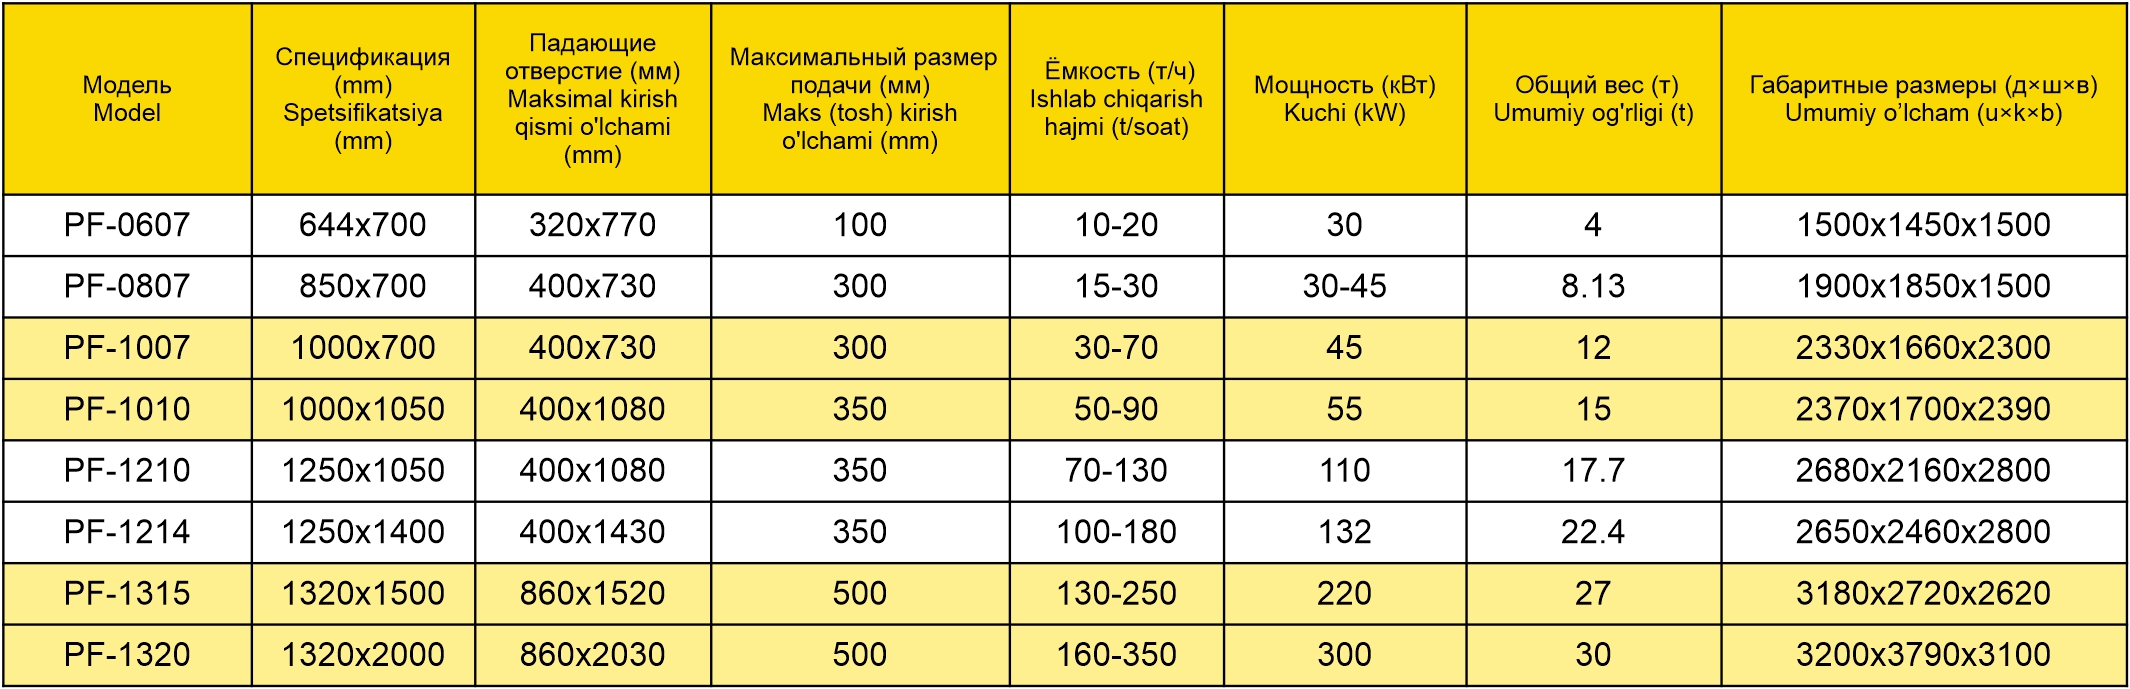 Модель
Model
Спецификация
(mm)
Spetsifikatsiya
(mm)
Падающие
отверстие (мм)
Maksimal kirish
qismi o'lchami
(mm)
Максимальный размер
подачи (мм)
Maks (tosh) kirish
o'lchami (mm)
Ёмкость (т/ч)
Ishlab chiqarish
hajmi (t/soat)
Мощность (кВт)
Kuchi (kW)
Общий вес (т)
Umumiy og'rligi (t)
Габаритные размеры (д×ш×в)
Umumiy o’lcham (u×k×b)
PF-0607 644x700 320x770 100 10-20 30 4 1500x1450x1500
PF-0807 850x700 400x730 300 15-30 30-45 8.13 1900x1850x1500
PF-1007 1000x700 400x730 300 30-70 45 12 2330x1660x2300
PF-1010 1000x1050 400x1080 350 50-90 55 15 2370x1700x2390
PF-1210 1250x1050 400x1080 350 70-130 110 17.7 2680x2160x2800
PF-1214 1250x1400 400x1430 350 100-180 132 22.4 2650x2460x2800
PF-1315 1320x1500 860x1520 500 130-250 220 27 3180x2720x2620
PF-1320 1320x2000 860x2030 500 160-350 300 30 3200x3790x3100